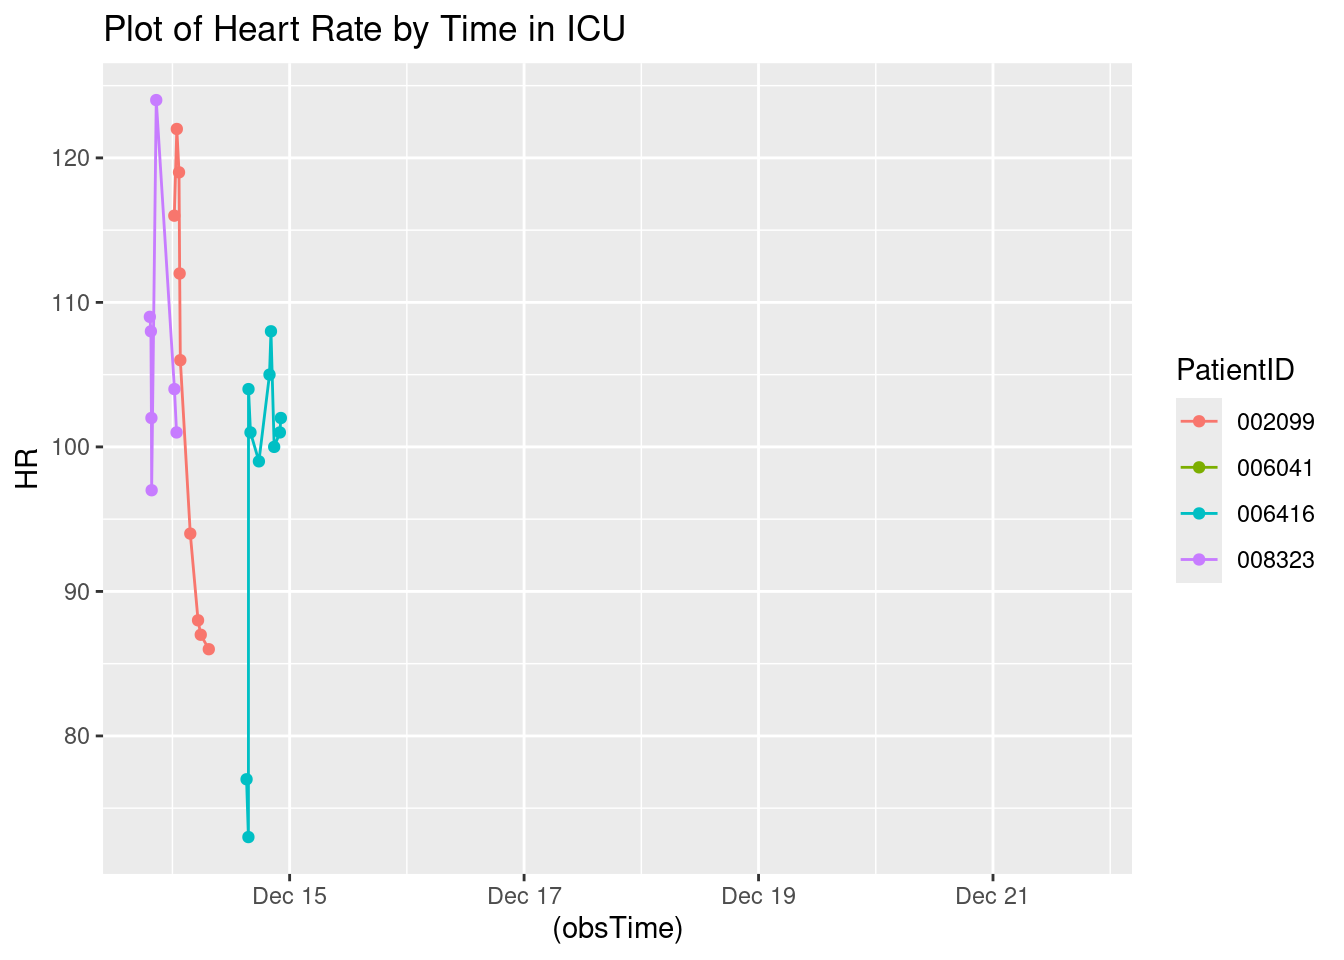 Plot of Heart Rate by Time in ICU
120
110
100
90
80
HR
Dec 15 Dec 17 Dec 19 Dec 21
(obsTime)
PatientID
002099
006041
006416
008323